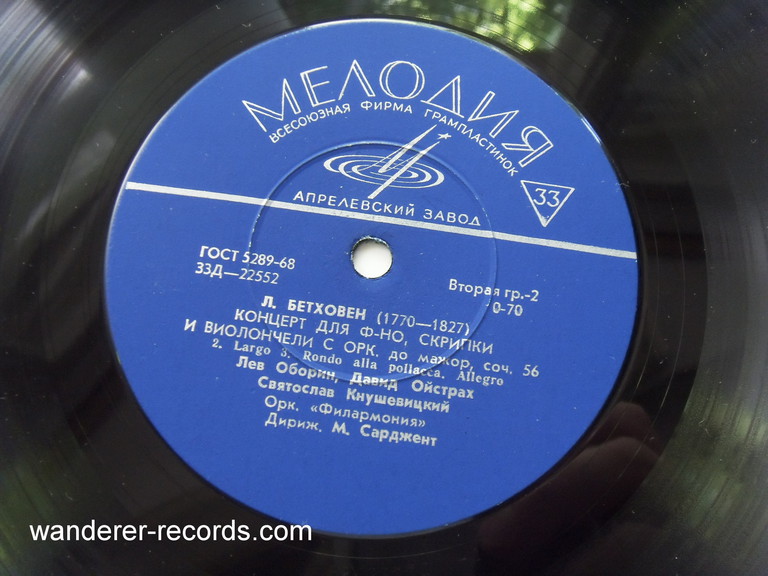 МЕЛОДИЯ
ВСЕСОЮЗНАЯ ФИРМА ГРАМПЛАСТИНОК
33
АПРЕЛЕВСКИЙ ЗАВОД
ГОСТ 5289-68
33Д—22552
Вторая гр.-2
0-70
Л. БЕТХОВЕН (1770—1827)
КОНЦЕРТ ДЛЯ Ф-НО, СКРИПКИ
И ВИОЛОНЧЕЛИ С ОРК. до мажор, соч. 56
2. Largo 3. Rondo alla pollacca. Allegro
Лев Оборин, Давид Ойстрах
Святослав Кнушевицкий
Орк. «Филармония»
Дириж. М. Сарджент
wanderer-records.com